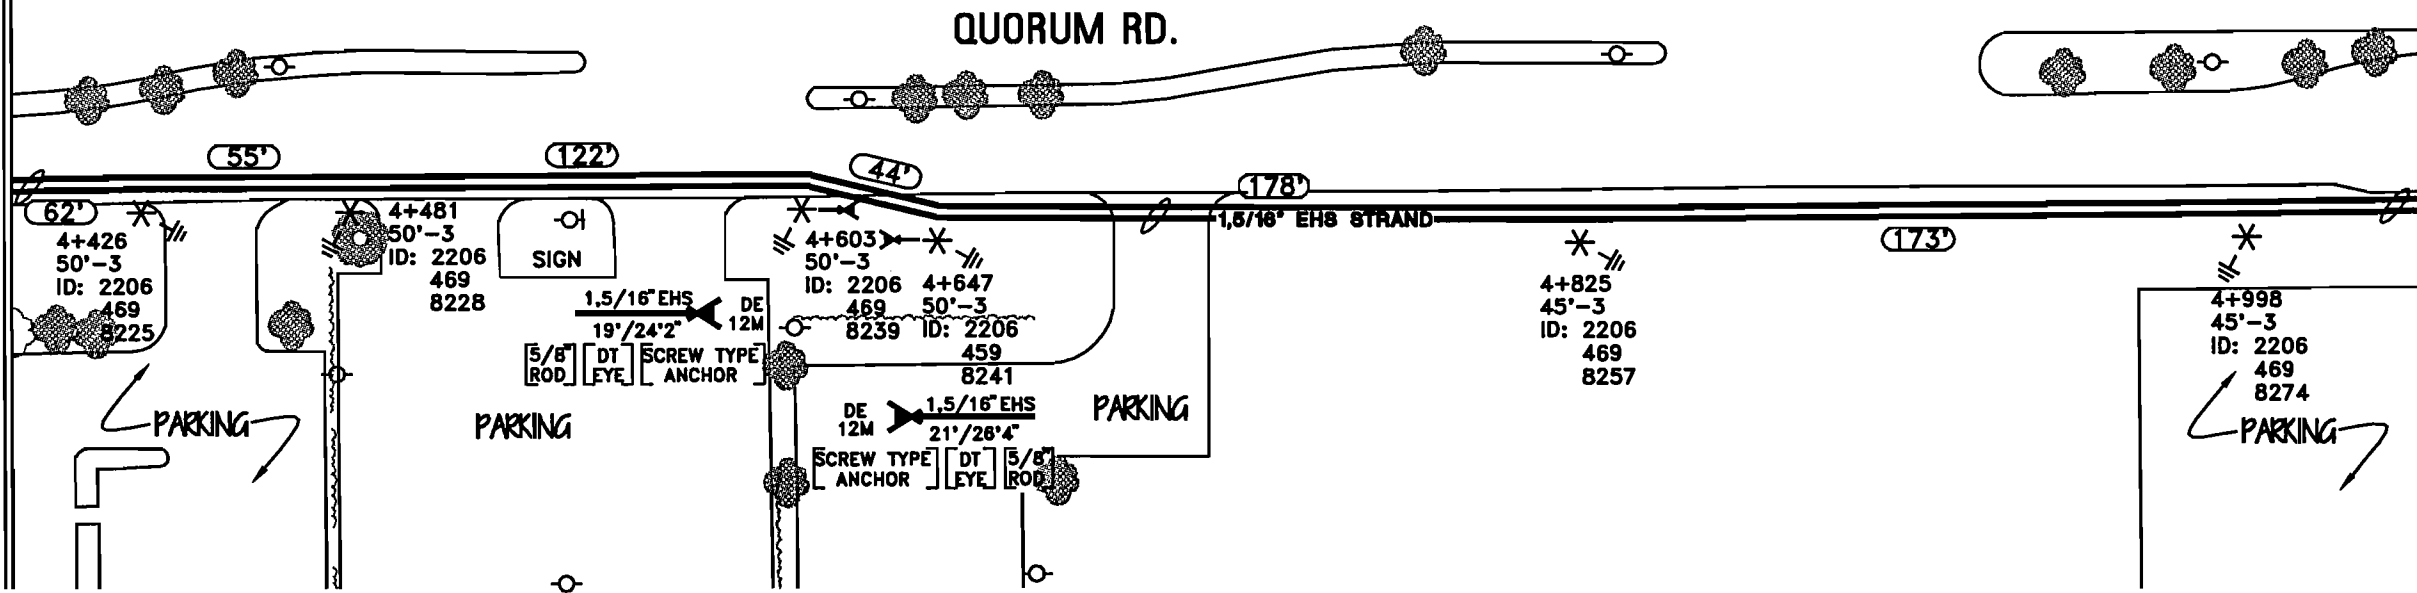 QUORUM RD.
55'
122'
44'
178'
62'
1,5/16" EHS STRAND
173'
4+426
50'-3
ID: 2206
469
8225
4+481
50'-3
ID: 2206
469
8228
SIGN
4+603
50'-3
ID: 2206
469
8239
4+647
50'-3
ID: 2206
459
8241
4+825
45'-3
ID: 2206
469
8257
4+998
45'-3
ID: 2206
469
8274
1,5/16" EHS
19'/24'2"
DE
12M
5/8"
ROD
DT
EYE
SCREW TYPE
ANCHOR
DE
12M
1,5/16" EHS
21'/26'4"
SCREW TYPE
ANCHOR
DT
EYE
5/8"
ROD
PARKING
PARKING
PARKING
PARKING